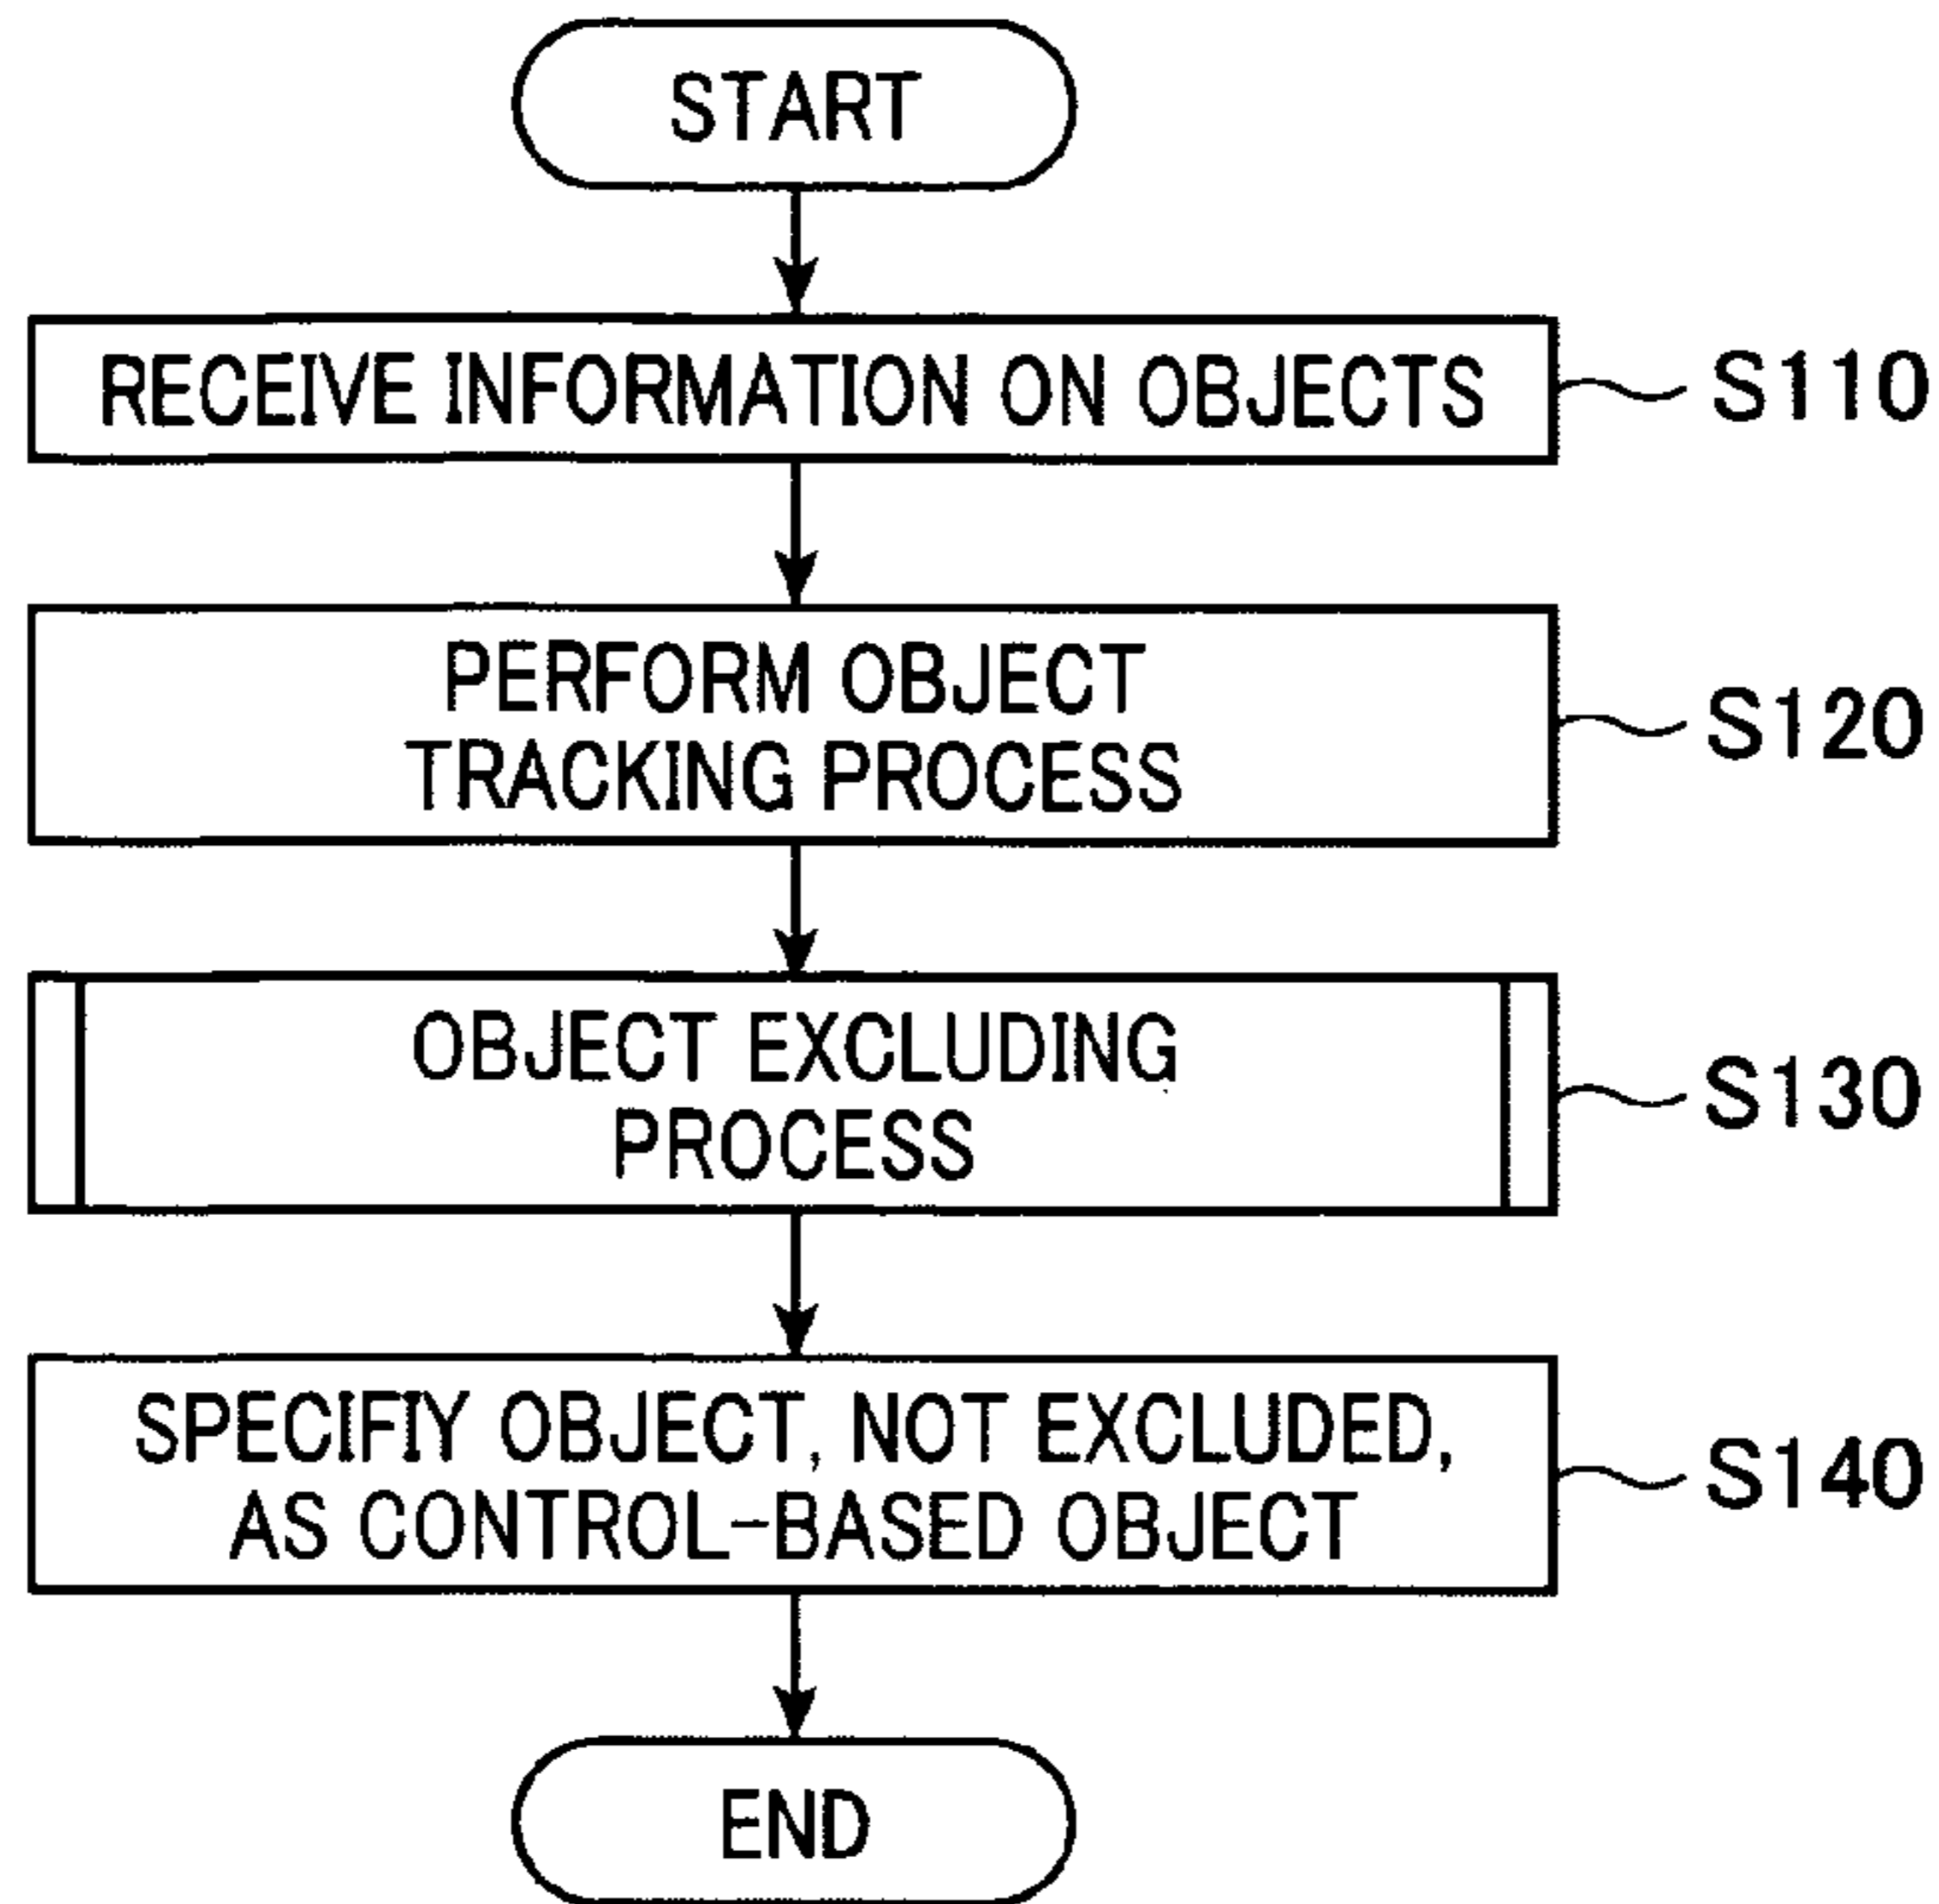 START
RECEIVE INFORMATION ON OBJECTS
S110
PERFORM OBJECT
TRACKING PROCESS
S120
OBJECT EXCLUDING
PROCESS
S130
SPECIFIY OBJECT, NOT EXCLUDED,
AS CONTROL-BASED OBJECT
S140
END